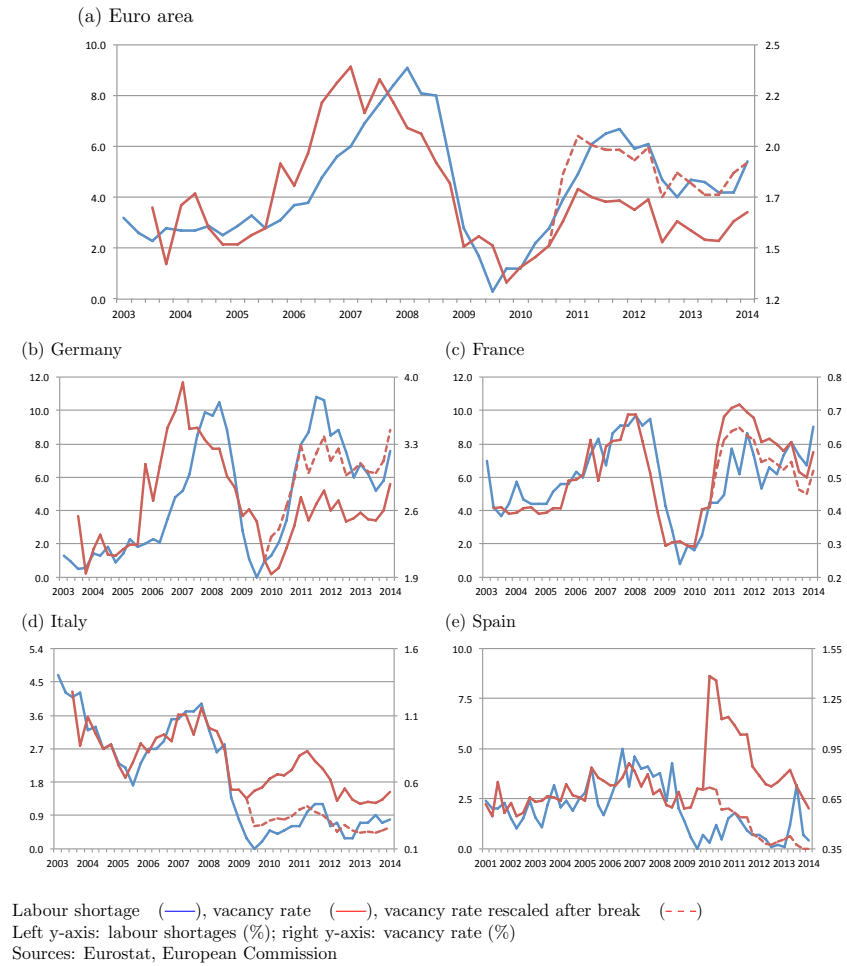 (a) Euro area
10.0 2.5
8.0 2.2
6.0 2.0
4.0 1.7
2.0 1.5
0.0 1.2
2003 2004 2005 2006 2007 2008 2009 2010 2011 2012 2013 2014
(b) Germany (c) France
12.0 4.0 12.0 0.8
10.0 10.0 0.7
8.0 3.3 8.0 0.6
6.0 6.0 0.5
4.0 2.6 4.0 0.4
2.0 2.0 0.3
0.0 1.9 0.0 0.2
2003 2004 2005 2006 2007 2008 2009 2010 2011 2012 2013 2014 2003 2004 2005 2006 2007 2008 2009 2010 2011 2012 2013 2014
(d) Italy (e) Spain
5.4 1.6 10.0 1.55
4.5 7.5 1.25
3.6 1.1 5.0 0.95
2.7 2.5 0.65
1.8 0.6 0.0 0.35
0.9
0.0 0.1
2003 2004 2005 2006 2007 2008 2009 2010 2011 2012 2013 2014 2001 2002 2003 2004 2005 2006 2007 2008 2009 2010 2011 2012 2013 2014
Labour shortage (——), vacancy rate (——), vacancy rate rescaled after break (- - -)
Left y-axis: labour shortages (%); right y-axis: vacancy rate (%)
Sources: Eurostat, European Commission